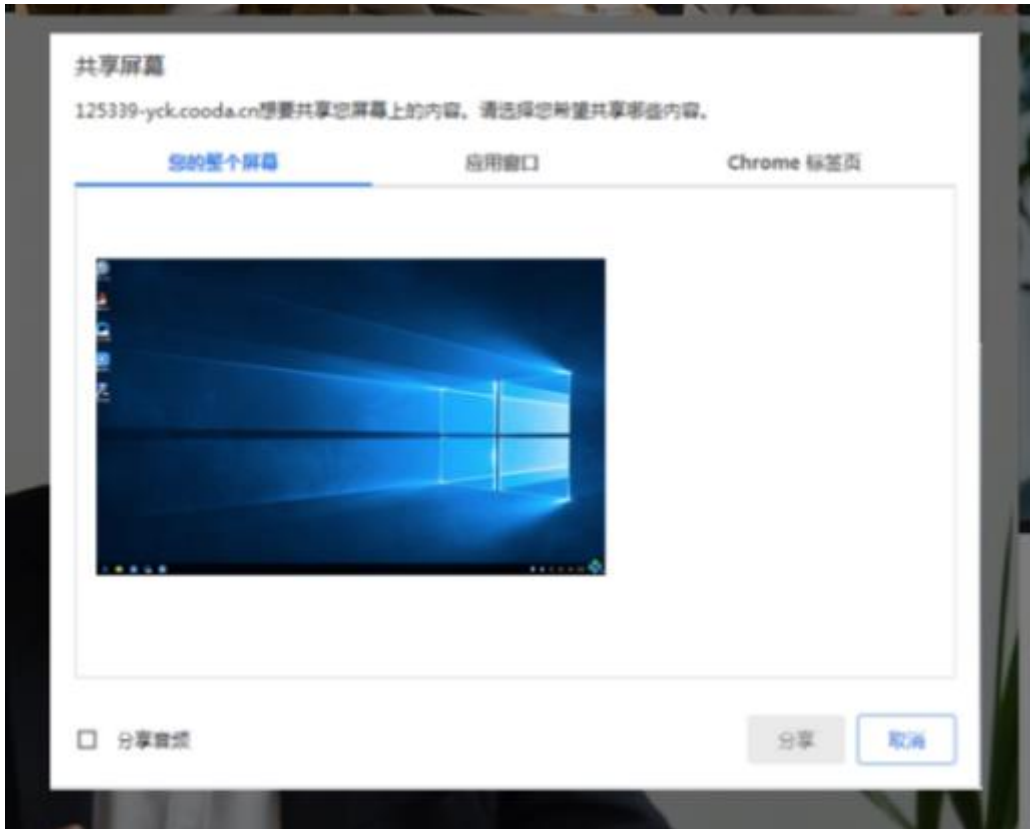 共享屏幕
125339-yck.cooda.cn想要共享您屏幕上的内容。请选择您希望共享哪些内容。
您的整个屏幕
应用窗口
Chrome 标签页
分享音频
分享
取消